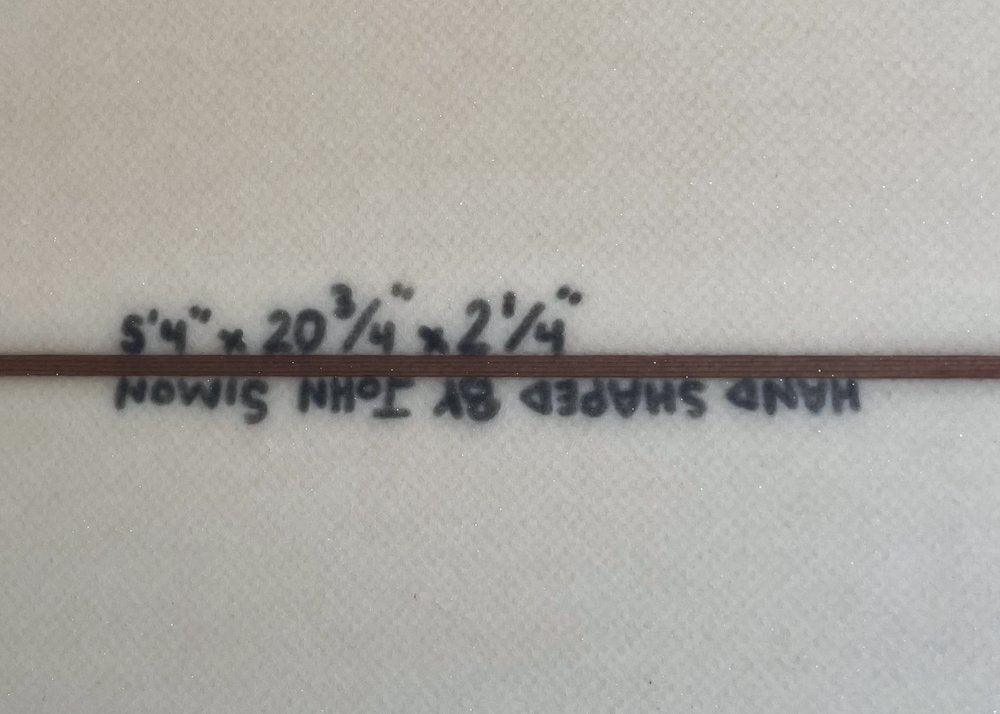 5'4" x 20 3/4" x 2 1/4"
HAND SHAPED BY JOHN SIMON